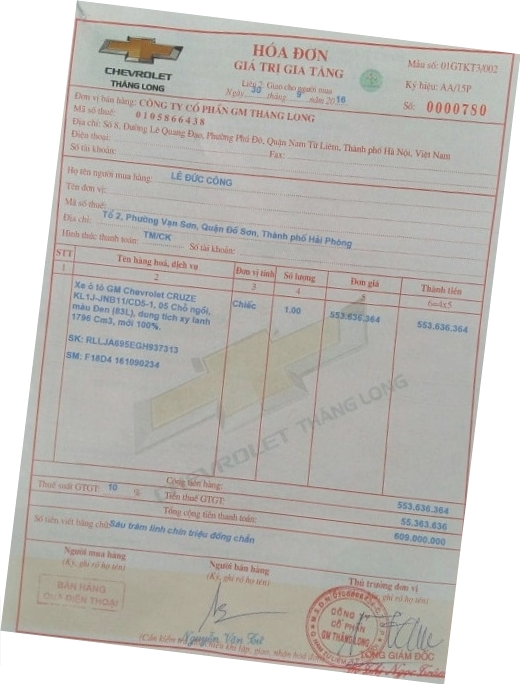 CHEVROLET
THĂNG LONG
HÓA ĐƠN
GIÁ TRỊ GIA TĂNG
Liên 2: Giao cho người mua
Ngày 30 tháng 9 năm 2016
Mẫu số: 01GTKT3/002
Ký hiệu: AA/15P
Số: 0000780
Đơn vị bán hàng: CÔNG TY CỔ PHẦN GM THĂNG LONG
Mã số thuế: 0105866438
Địa chỉ: Số 8, Đường Lê Quang Đạo, Phường Phú Đô, Quận Nam Từ Liêm, Thành phố Hà Nội, Việt Nam
Điện thoại: Fax:
Số tài khoản:
Họ tên người mua hàng: LÊ ĐỨC CÔNG
Tên đơn vị:
Mã số thuế:
Địa chỉ: Tổ 2, Phường Vạn Sơn, Quận Đồ Sơn, Thành phố Hải Phòng
Hình thức thanh toán: TM/CK Số tài khoản:
STT Tên hàng hoá, dịch vụ Đơn vị tính Số lượng Đơn giá Thành tiền
1 2 3 4 5 6=4x5
Xe ô tô GM Chevrolet CRUZE Chiếc 1.00 553.636.364 553.636.364
KL1J-JNB11/CD5-1, 05 Chỗ ngồi,
màu Đen (83L), dung tích xy lanh
1796 Cm3, mới 100%.
SK: RLLJA695EGH937313
SM: F18D4 161090234
CHEVROLET THĂNG LONG
Cộng tiền hàng: 553.636.364
Thuế suất GTGT: 10 % Tiền thuế GTGT: 55.363.636
Tổng cộng tiền thanh toán: 609.000.000
Số tiền viết bằng chữ: Sáu trăm linh chín triệu đồng chẵn
Người mua hàng Người bán hàng Thủ trưởng đơn vị
(Ký, ghi rõ họ tên) (Ký, ghi rõ họ tên) ghi rõ họ tên)
BÁN HÀNG
QUA ĐIỆN THOẠI
CÔNG TY
CỔ PHẦN
GM THĂNG LONG
TỔNG GIÁM ĐỐC
Nguyễn Văn
(Cần kiểm tra khi lập, giao, nhận hoá đơn)